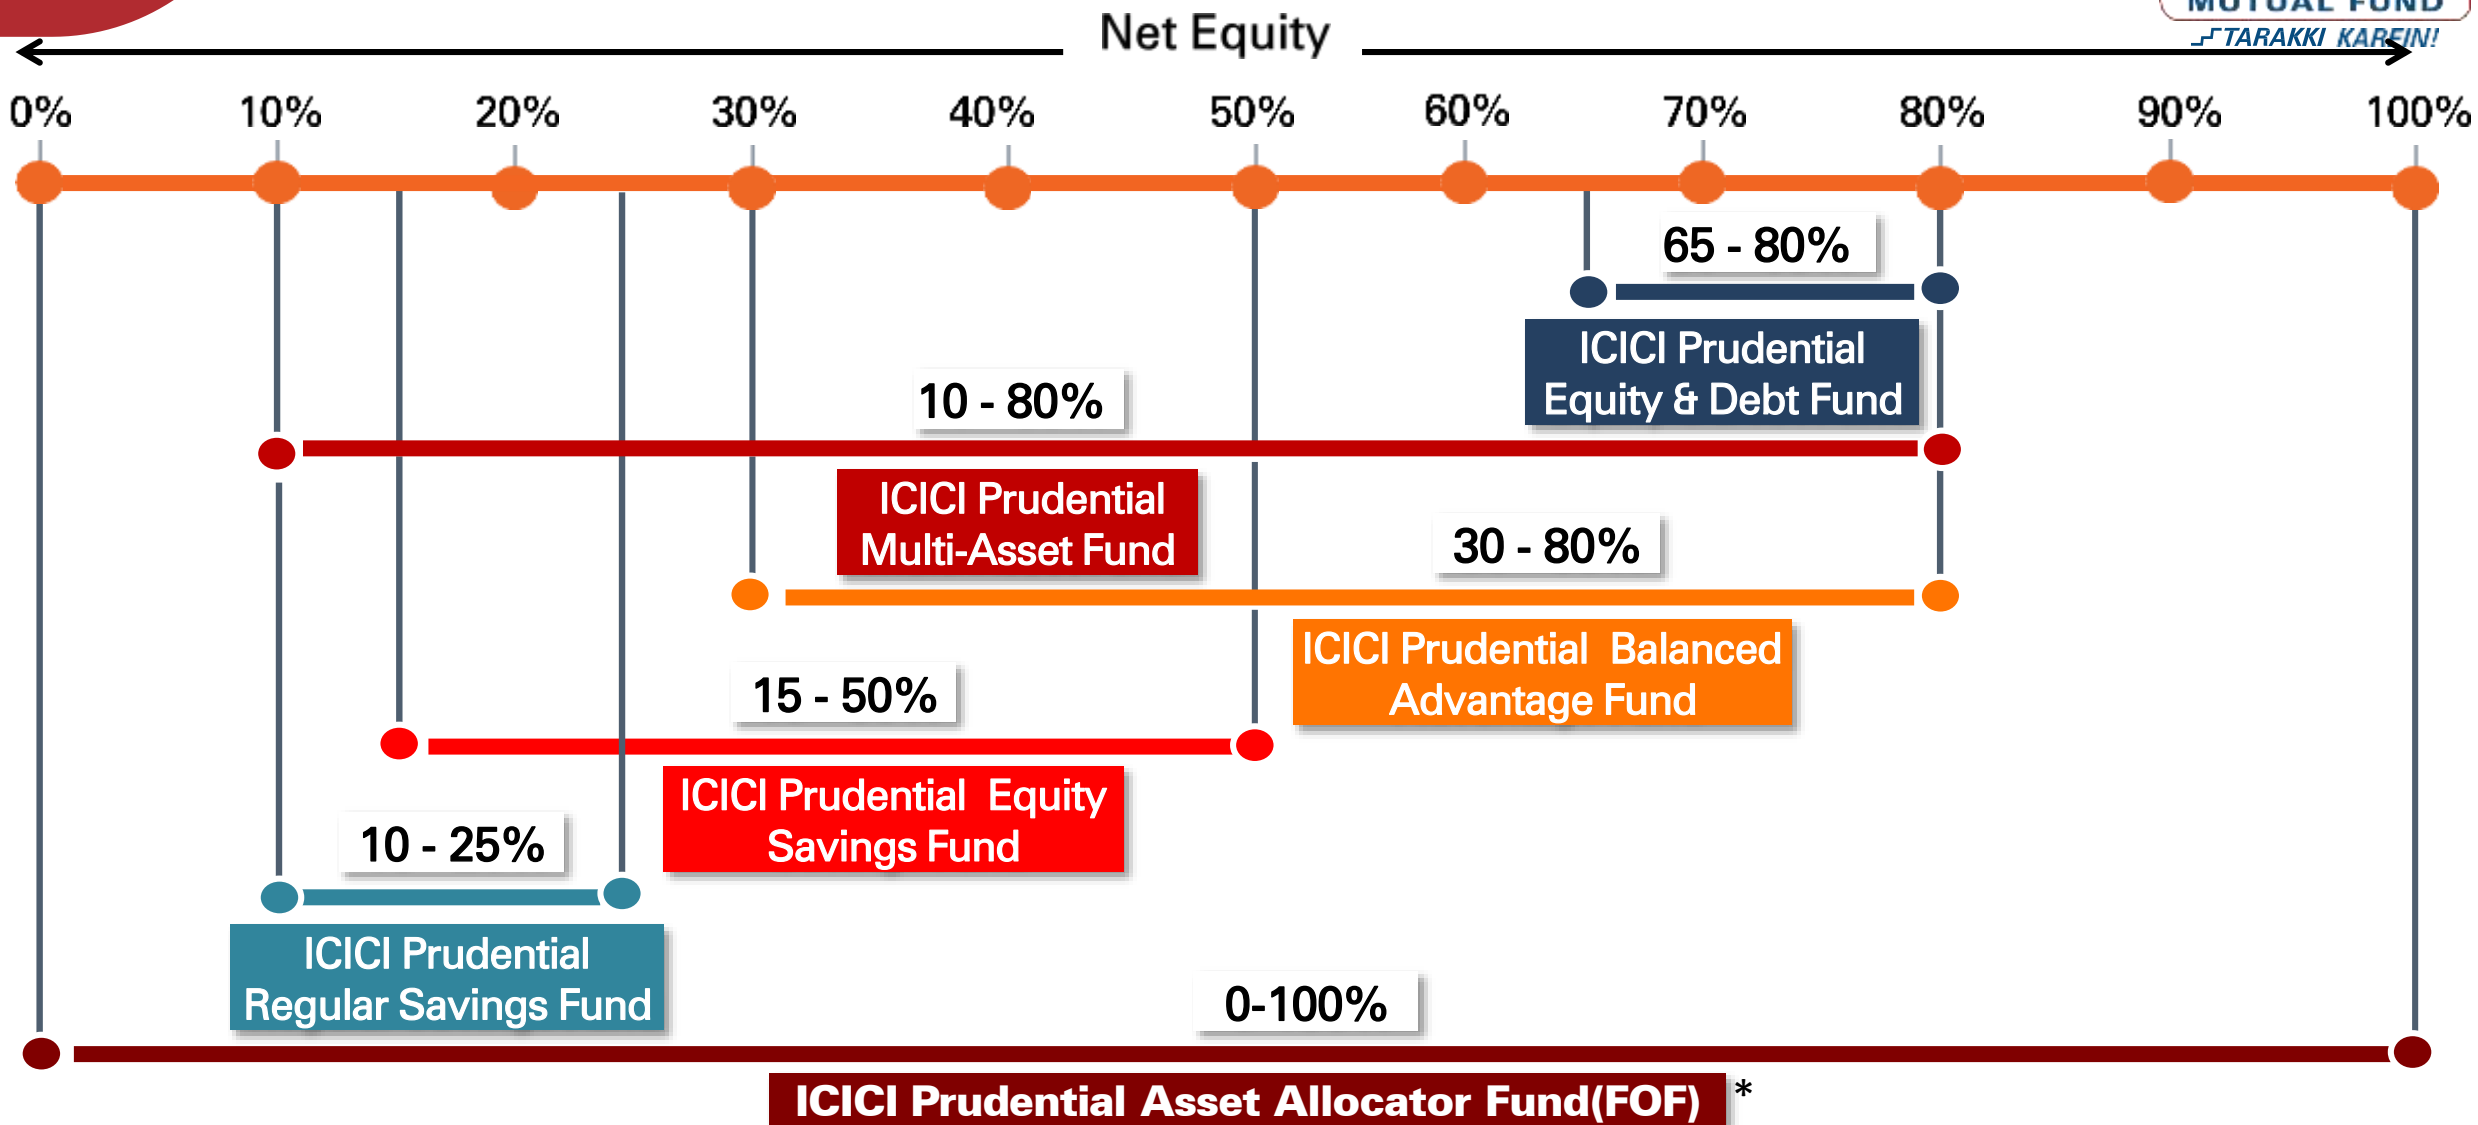 MUTUAL FUND
TARAKKI KAREIN!
Net Equity
0% 10% 20% 30% 40% 50% 60% 70% 80% 90% 100%
65 - 80%
ICICI Prudential
Equity & Debt Fund
10 - 80%
ICICI Prudential
Multi-Asset Fund
30 - 80%
ICICI Prudential Balanced
Advantage Fund
15 - 50%
ICICI Prudential Equity
Savings Fund
10 - 25%
ICICI Prudential
Regular Savings Fund
0-100%
ICICI Prudential Asset Allocator Fund(FOF) *